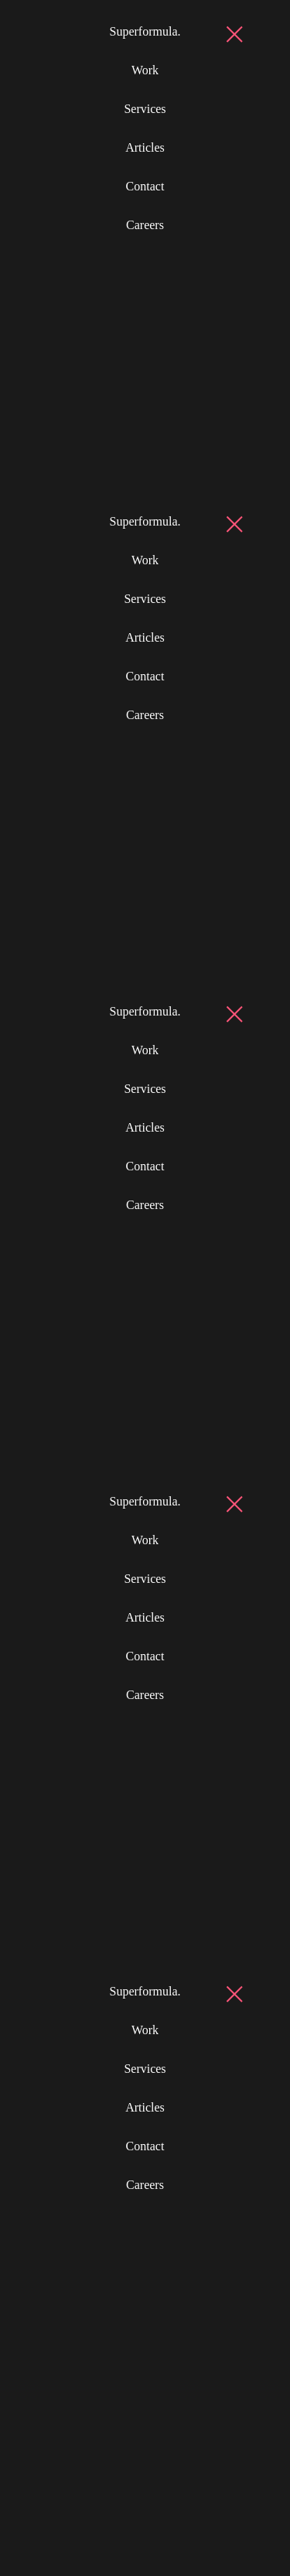 Superformula.
Work
Services
Articles
Contact
Careers
Superformula.
Work
Services
Articles
Contact
Careers
Superformula.
Work
Services
Articles
Contact
Careers
Superformula.
Work
Services
Articles
Contact
Careers
Superformula.
Work
Services
Articles
Contact
Careers